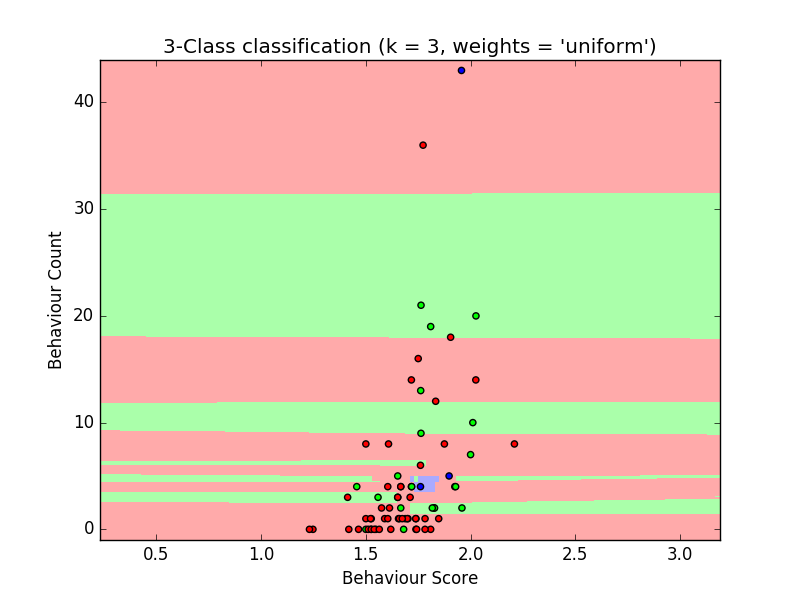 3-Class classification (k = 3, weights = 'uniform')
Behaviour Count
40
30
20
10
0
0.5 1.0 1.5 2.0 2.5 3.0
Behaviour Score